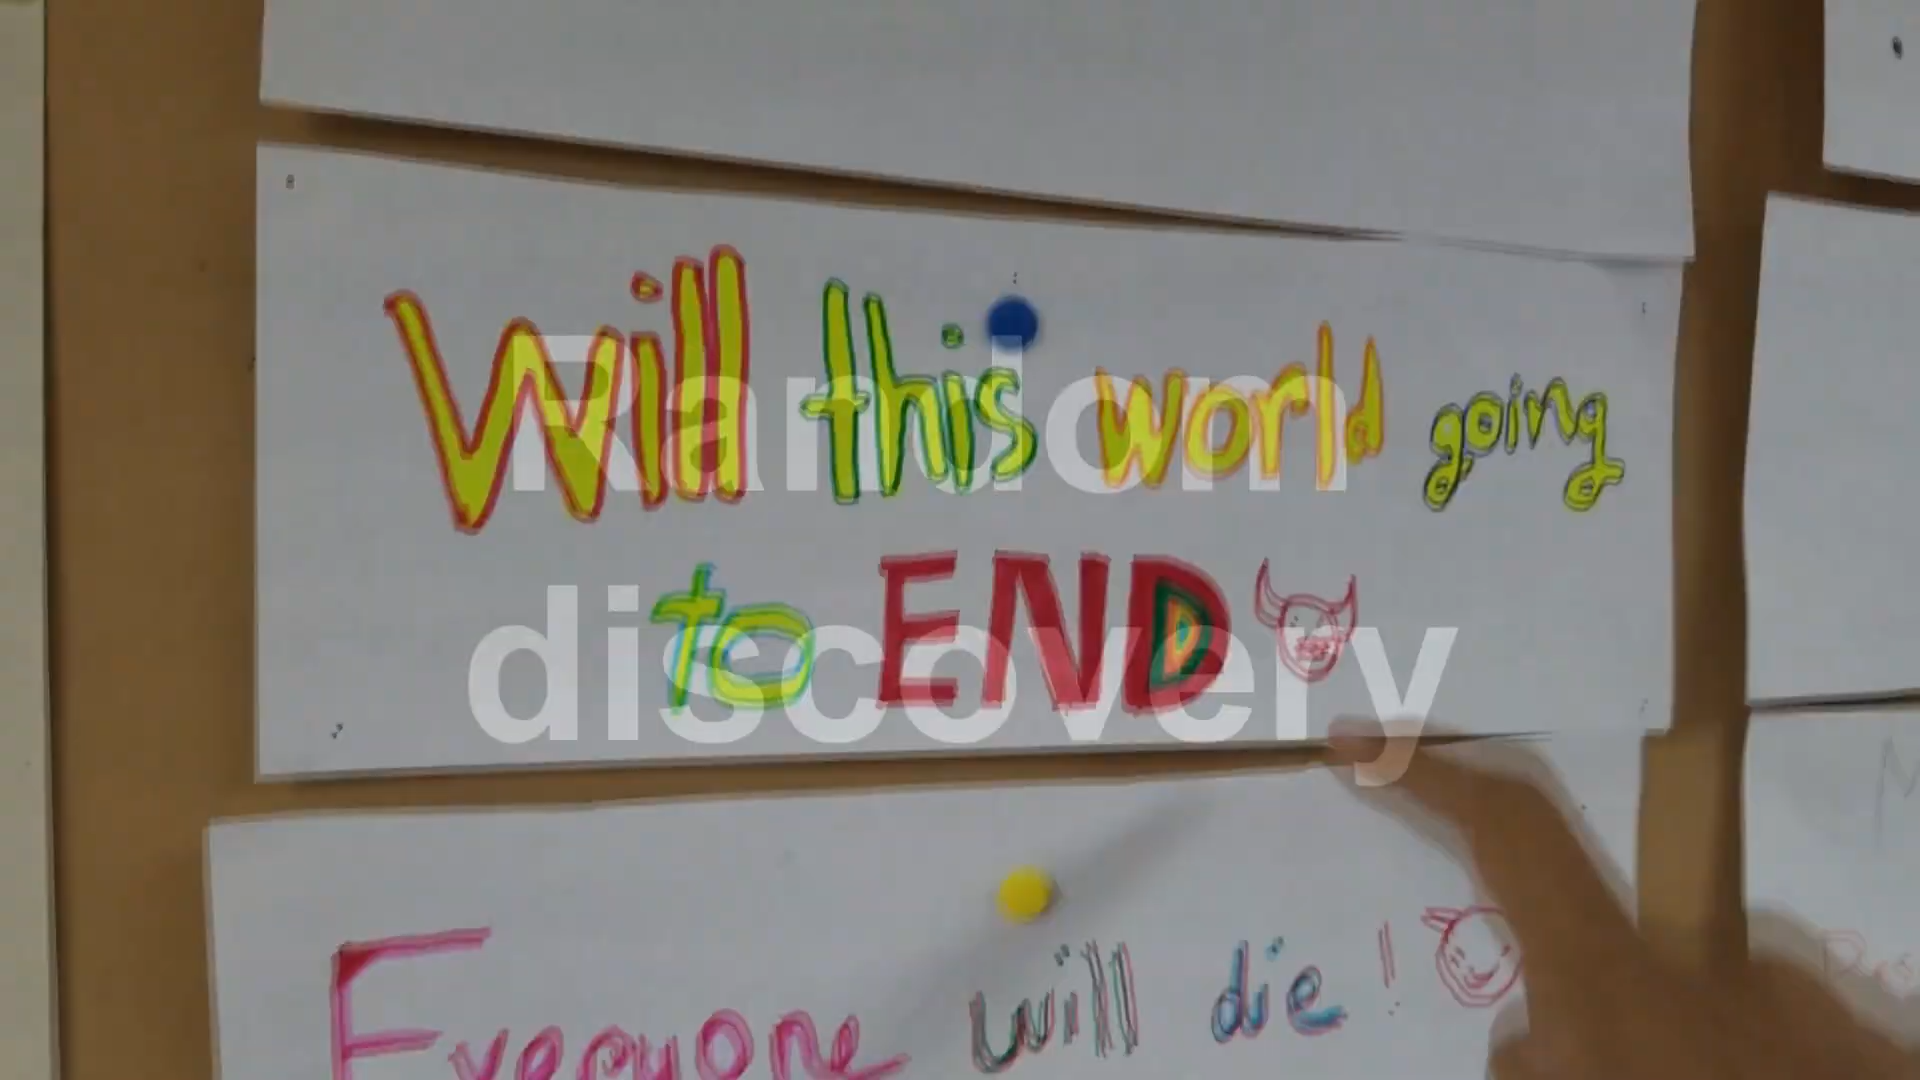 Will this world going
to END
Random
discovery
Everyone will die!